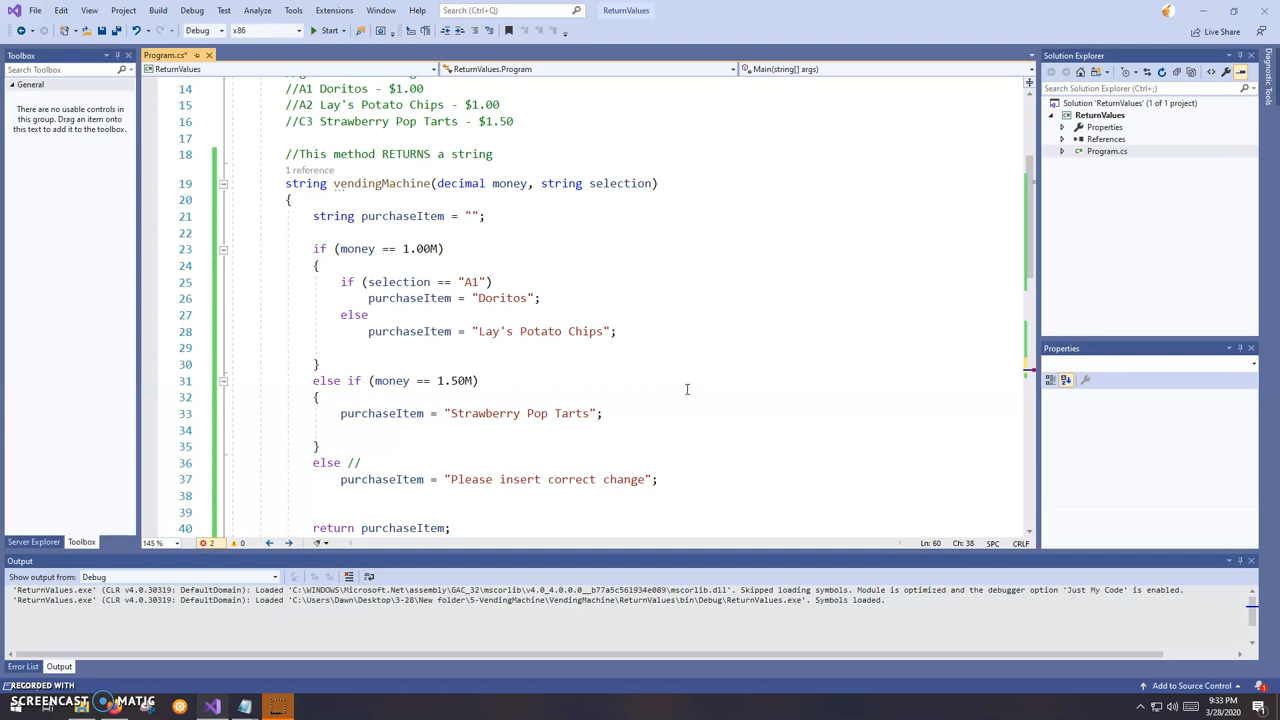 File Edit View Project Build Debug Test Analyze Tools Extensions Window Help Search (Ctrl+Q) ReturnValues
Debug x86 Start Live Share
Toolbox
Search Toolbox
General
There are no usable controls in
this group. Drag an item onto
this text to add it to the toolbox.
Server Explorer Toolbox
Program.cs*
ReturnValues ReturnValues.Program Main(string[] args)
14 //A1 Doritos - $1.00
15 //A2 Lay's Potato Chips - $1.00
16 //C3 Strawberry Pop Tarts - $1.50
17
18 //This method RETURNS a string
1 reference
19 string vendingMachine(decimal money, string selection)
20 {
21 string purchaseItem = "";
22
23 if (money == 1.00M)
24 {
25 if (selection == "A1")
26 purchaseItem = "Doritos";
27 else
28 purchaseItem = "Lay's Potato Chips";
29
30 }
31 else if (money == 1.50M)
32 {
33 purchaseItem = "Strawberry Pop Tarts";
34
35 }
36 else //
37 purchaseItem = "Please insert correct change";
38
39
40 return purchaseItem;
145 % 2 0 Ln: 60 Ch: 38 SPC CRLF
Solution Explorer
Search Solution Explorer (Ctrl+;)
Solution 'ReturnValues' (1 of 1 project)
ReturnValues
Properties
References
Program.cs
Properties
Diagnostic Tools
Output
Show output from: Debug
'ReturnValues.exe' (CLR v4.0.30319: DefaultDomain): Loaded 'C:\WINDOWS\Microsoft.Net\assembly\GAC_32\mscorlib\v4.0_4.0.0.0__b77a5c561934e089\mscorlib.dll'. Skipped loading symbols. Module is optimized and the debugger option 'Just My Code' is enabled.
'ReturnValues.exe' (CLR v4.0.30319: DefaultDomain): Loaded 'C:\Users\Dawn\Desktop\3-28\New folder\5-VendingMachine\VendingMachine\ReturnValues\bin\Debug\ReturnValues.exe'. Symbols loaded.
Error List Output
Add to Source Control
RECORDED WITH
SCREENCAST MATIC
9:33 PM
3/28/2020